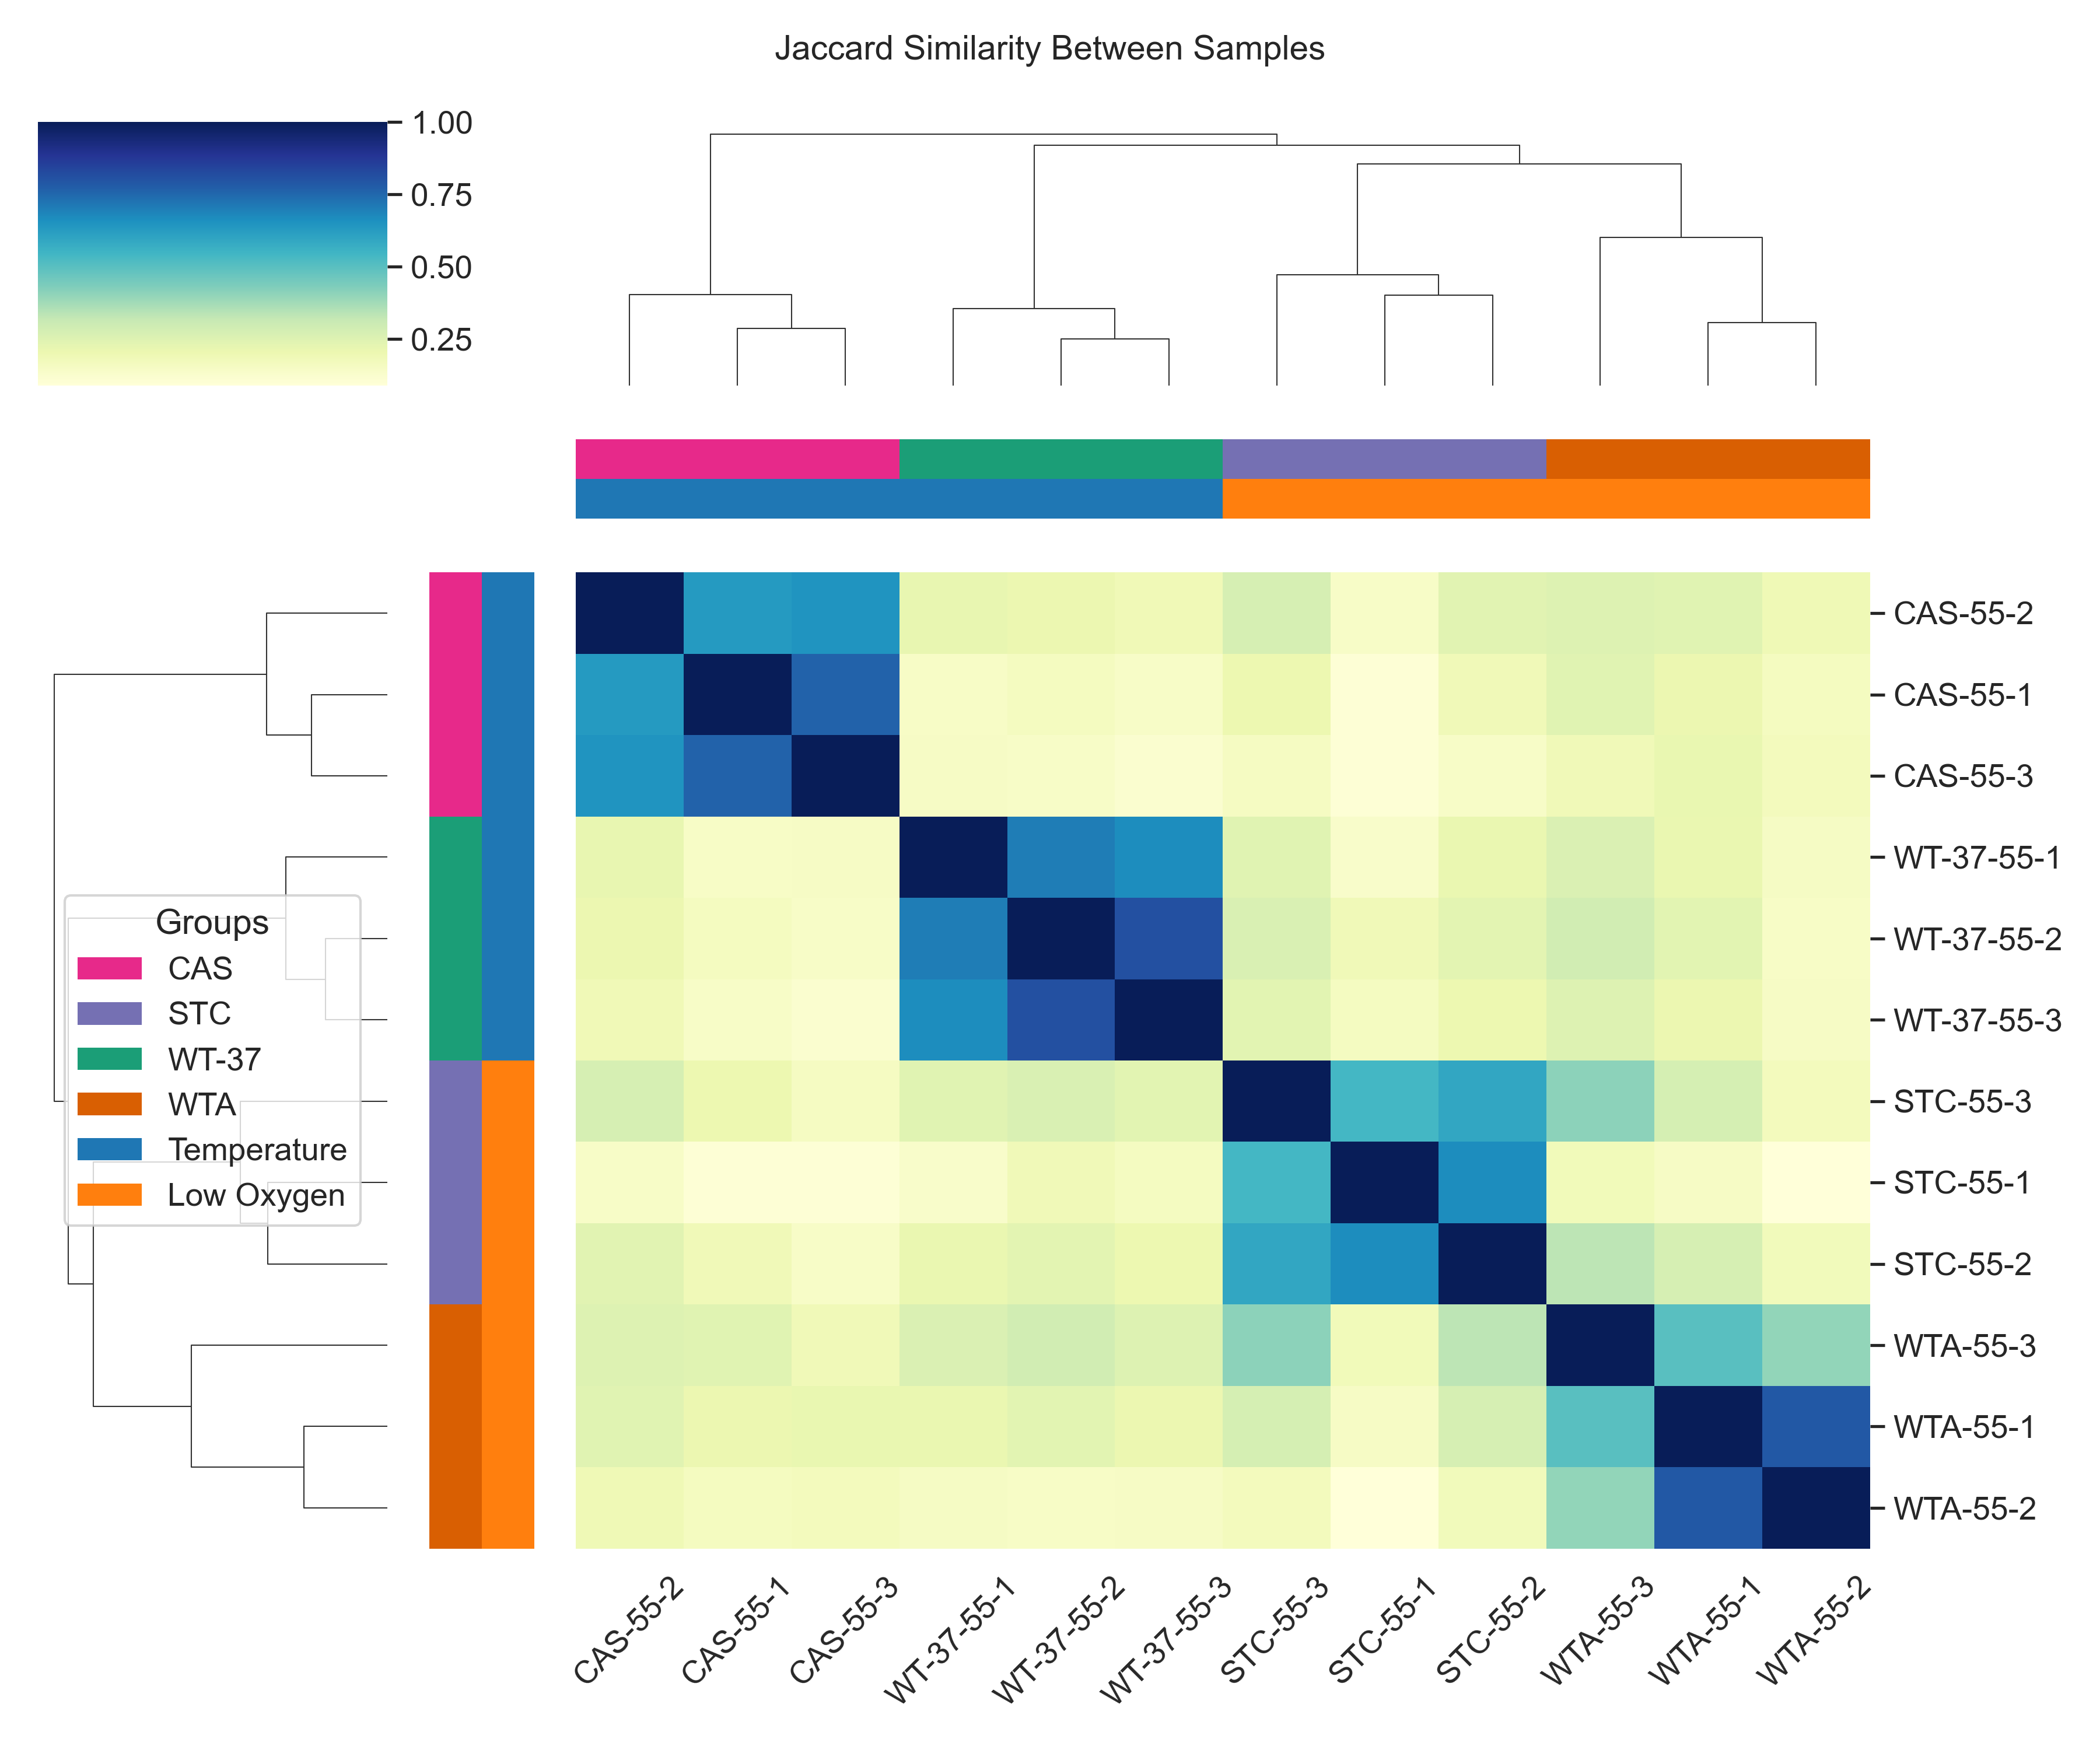 Jaccard Similarity Between Samples
1.00
0.75
0.50
0.25
CAS-55-2
CAS-55-1
CAS-55-3
WT-37-55-1
WT-37-55-2
WT-37-55-3
STC-55-3
STC-55-1
STC-55-2
WTA-55-3
WTA-55-1
WTA-55-2
Groups
CAS
STC
WT-37
WTA
Temperature
Low Oxygen
CAS-55-2
CAS-55-1
CAS-55-3
WT-37-55-1
WT-37-55-2
WT-37-55-3
STC-55-3
STC-55-1
STC-55-2
WTA-55-3
WTA-55-1
WTA-55-2